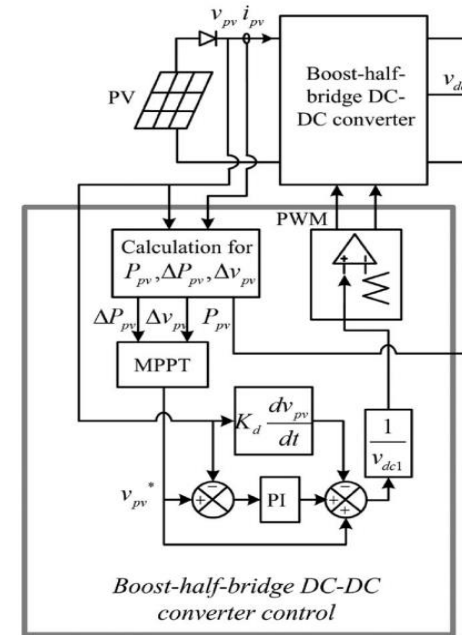 v_pv i_pv
PV
Boost-half-
bridge DC-
DC converter
v_dc
PWM
+ −
Calculation for
P_pv, ΔP_pv, Δv_pv
ΔP_pv Δv_pv P_pv
MPPT
K_d dv_pv/dt
1/v_dc1
v_pv*
+ −
PI
+ − +
Boost-half-bridge DC-DC
converter control